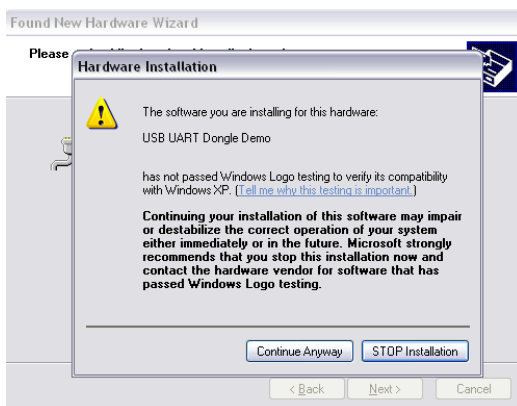 Found New Hardware Wizard
Please
Hardware Installation
The software you are installing for this hardware:
USB UART Dongle Demo
has not passed Windows Logo testing to verify its compatibility
with Windows XP. (Tell me why this testing is important.)
Continuing your installation of this software may impair
or destabilize the correct operation of your system
either immediately or in the future. Microsoft strongly
recommends that you stop this installation now and
contact the hardware vendor for software that has
passed Windows Logo testing.
Continue Anyway STOP Installation
< Back Next > Cancel